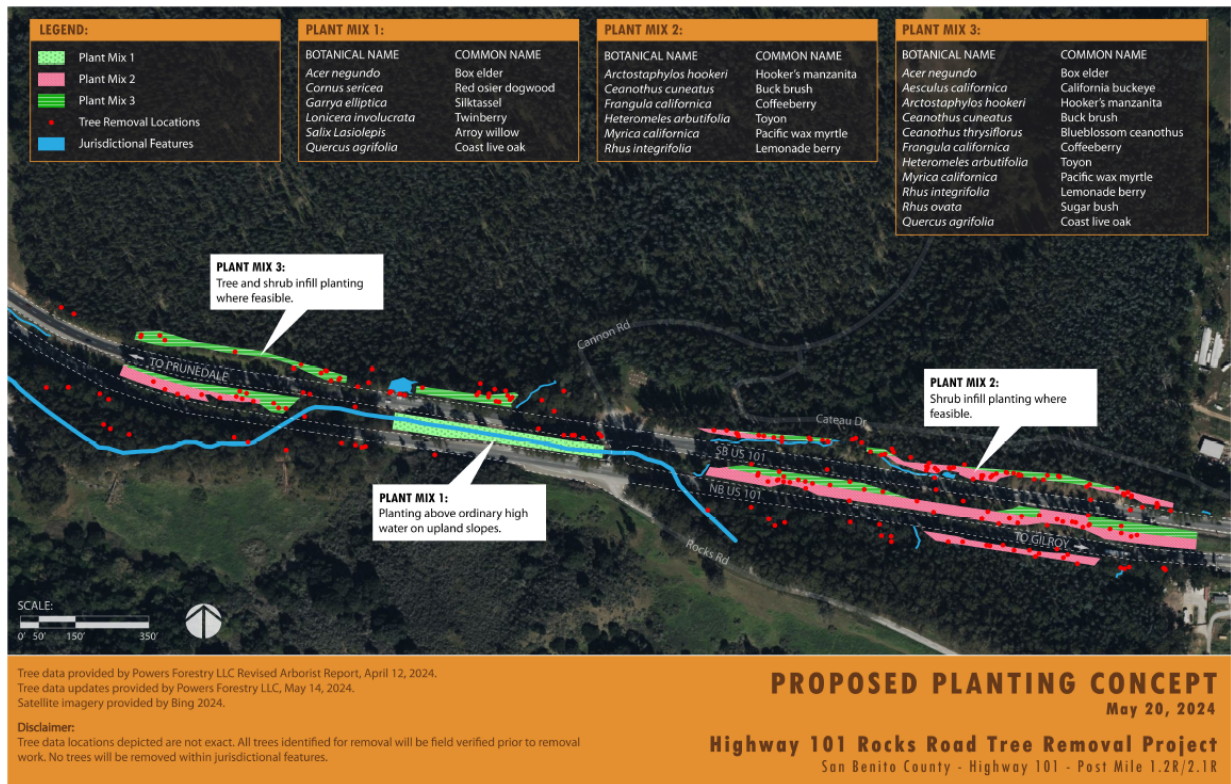 LEGEND:
Plant Mix 1
Plant Mix 2
Plant Mix 3
Tree Removal Locations
Jurisdictional Features
PLANT MIX 1:
BOTANICAL NAME COMMON NAME
Acer negundo Box elder
Cornus sericea Red osier dogwood
Garrya elliptica Silktassel
Lonicera involucrata Twinberry
Salix Lasiolepis Arroy willow
Quercus agrifolia Coast live oak
PLANT MIX 2:
BOTANICAL NAME COMMON NAME
Arctostaphylos hookeri Hooker's manzanita
Ceanothus cuneatus Buck brush
Frangula californica Coffeeberry
Heteromeles arbutifolia Toyon
Myrica californica Pacific wax myrtle
Rhus integrifolia Lemonade berry
PLANT MIX 3:
BOTANICAL NAME COMMON NAME
Acer negundo Box elder
Aesculus californica California buckeye
Arctostaphylos hookeri Hooker's manzanita
Ceanothus cuneatus Buck brush
Ceanothus thrysiflorus Blueblossom ceanothus
Frangula californica Coffeeberry
Heteromeles arbutifolia Toyon
Myrica californica Pacific wax myrtle
Rhus integrifolia Lemonade berry
Rhus ovata Sugar bush
Quercus agrifolia Coast live oak
PLANT MIX 3:
Tree and shrub infill planting
where feasible.
Cannon Rd
TO PRUNEDALE
PLANT MIX 2:
Shrub infill planting where
feasible.
Cateau Dr
SB US 101
NB US 101
PLANT MIX 1:
Planting above ordinary high
water on upland slopes.
TO GILROY
Rocks Rd
SCALE:
0' 50' 150' 350'
Tree data provided by Powers Forestry LLC Revised Arborist Report, April 12, 2024.
Tree data updates provided by Powers Forestry LLC, May 14, 2024.
Satellite imagery provided by Bing 2024.
Disclaimer:
Tree data locations depicted are not exact. All trees identified for removal will be field verified prior to removal
work. No trees will be removed within jurisdictional features.
PROPOSED PLANTING CONCEPT
May 20, 2024
Highway 101 Rocks Road Tree Removal Project
San Benito County - Highway 101 - Post Mile 1.2R/2.1R